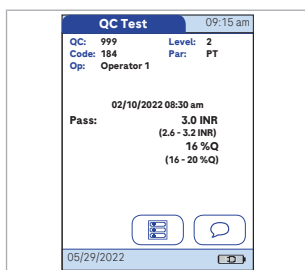 QC Test 09:15 am
QC: 999 Level: 2
Code: 184 Par: PT
Op: Operator 1
02/10/2022 08:30 am
Pass: 3.0 INR
(2.6 - 3.2 INR)
16 %Q
(16 - 20 %Q)
05/29/2022